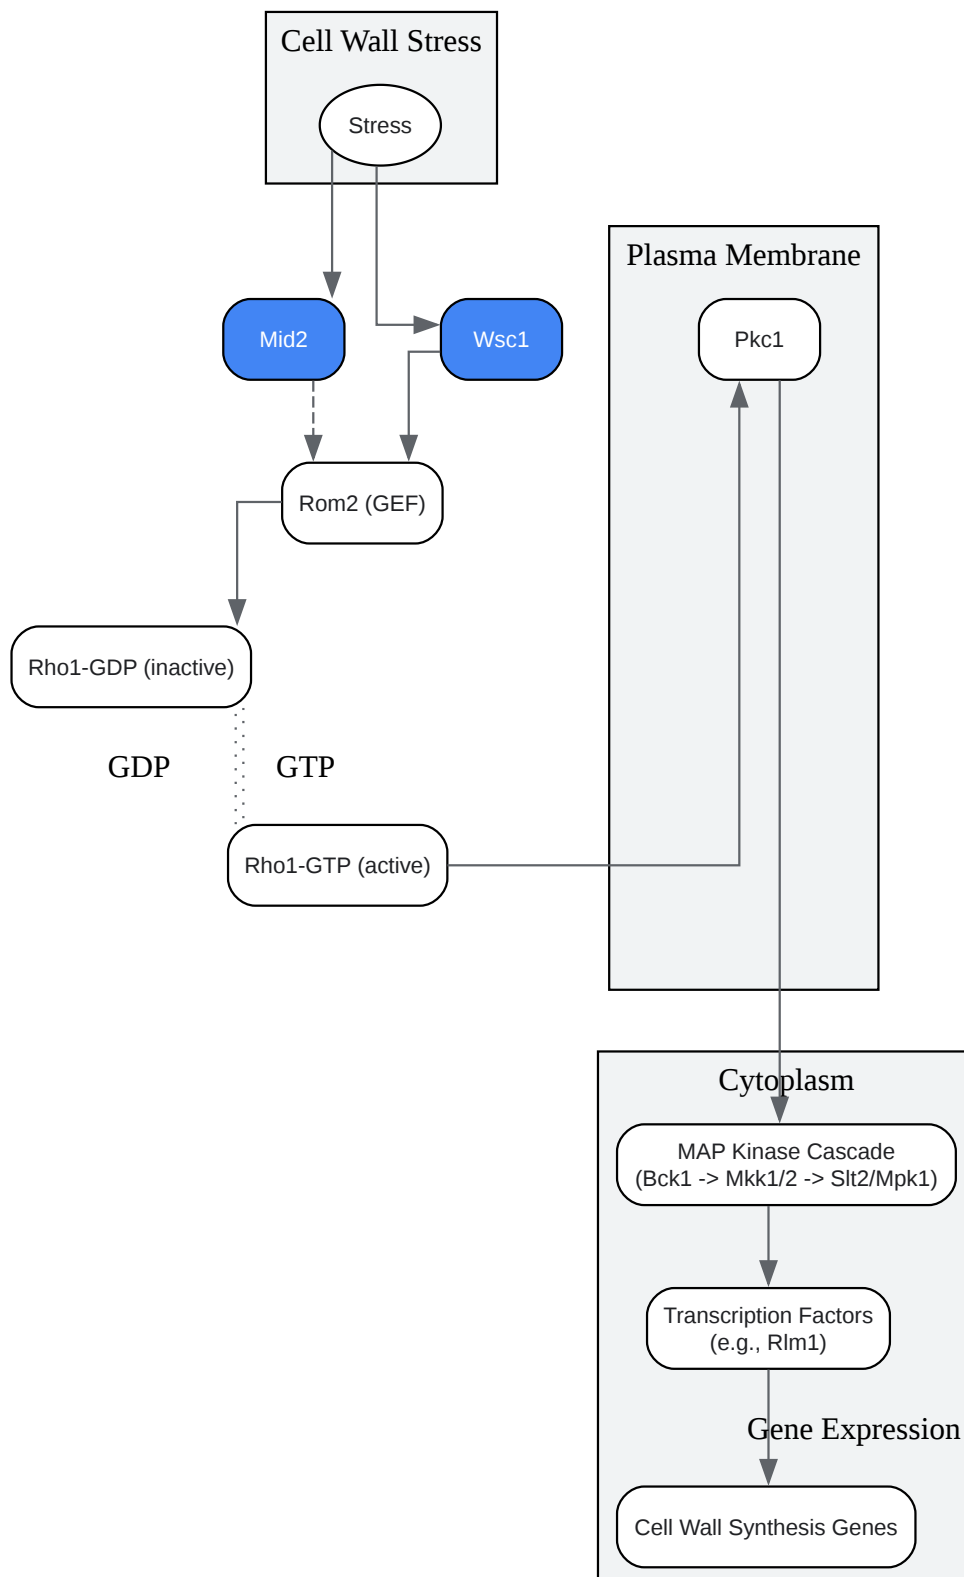 Cell Wall Stress
Stress
Plasma Membrane
Mid2
Wsc1
Pkc1
Rom2 (GEF)
Rho1-GDP (inactive)
GDP
GTP
Rho1-GTP (active)
Cytoplasm
MAP Kinase Cascade
(Bck1 -> Mkk1/2 -> Slt2/Mpk1)
Transcription Factors
(e.g., Rlm1)
Gene Expression
Cell Wall Synthesis Genes